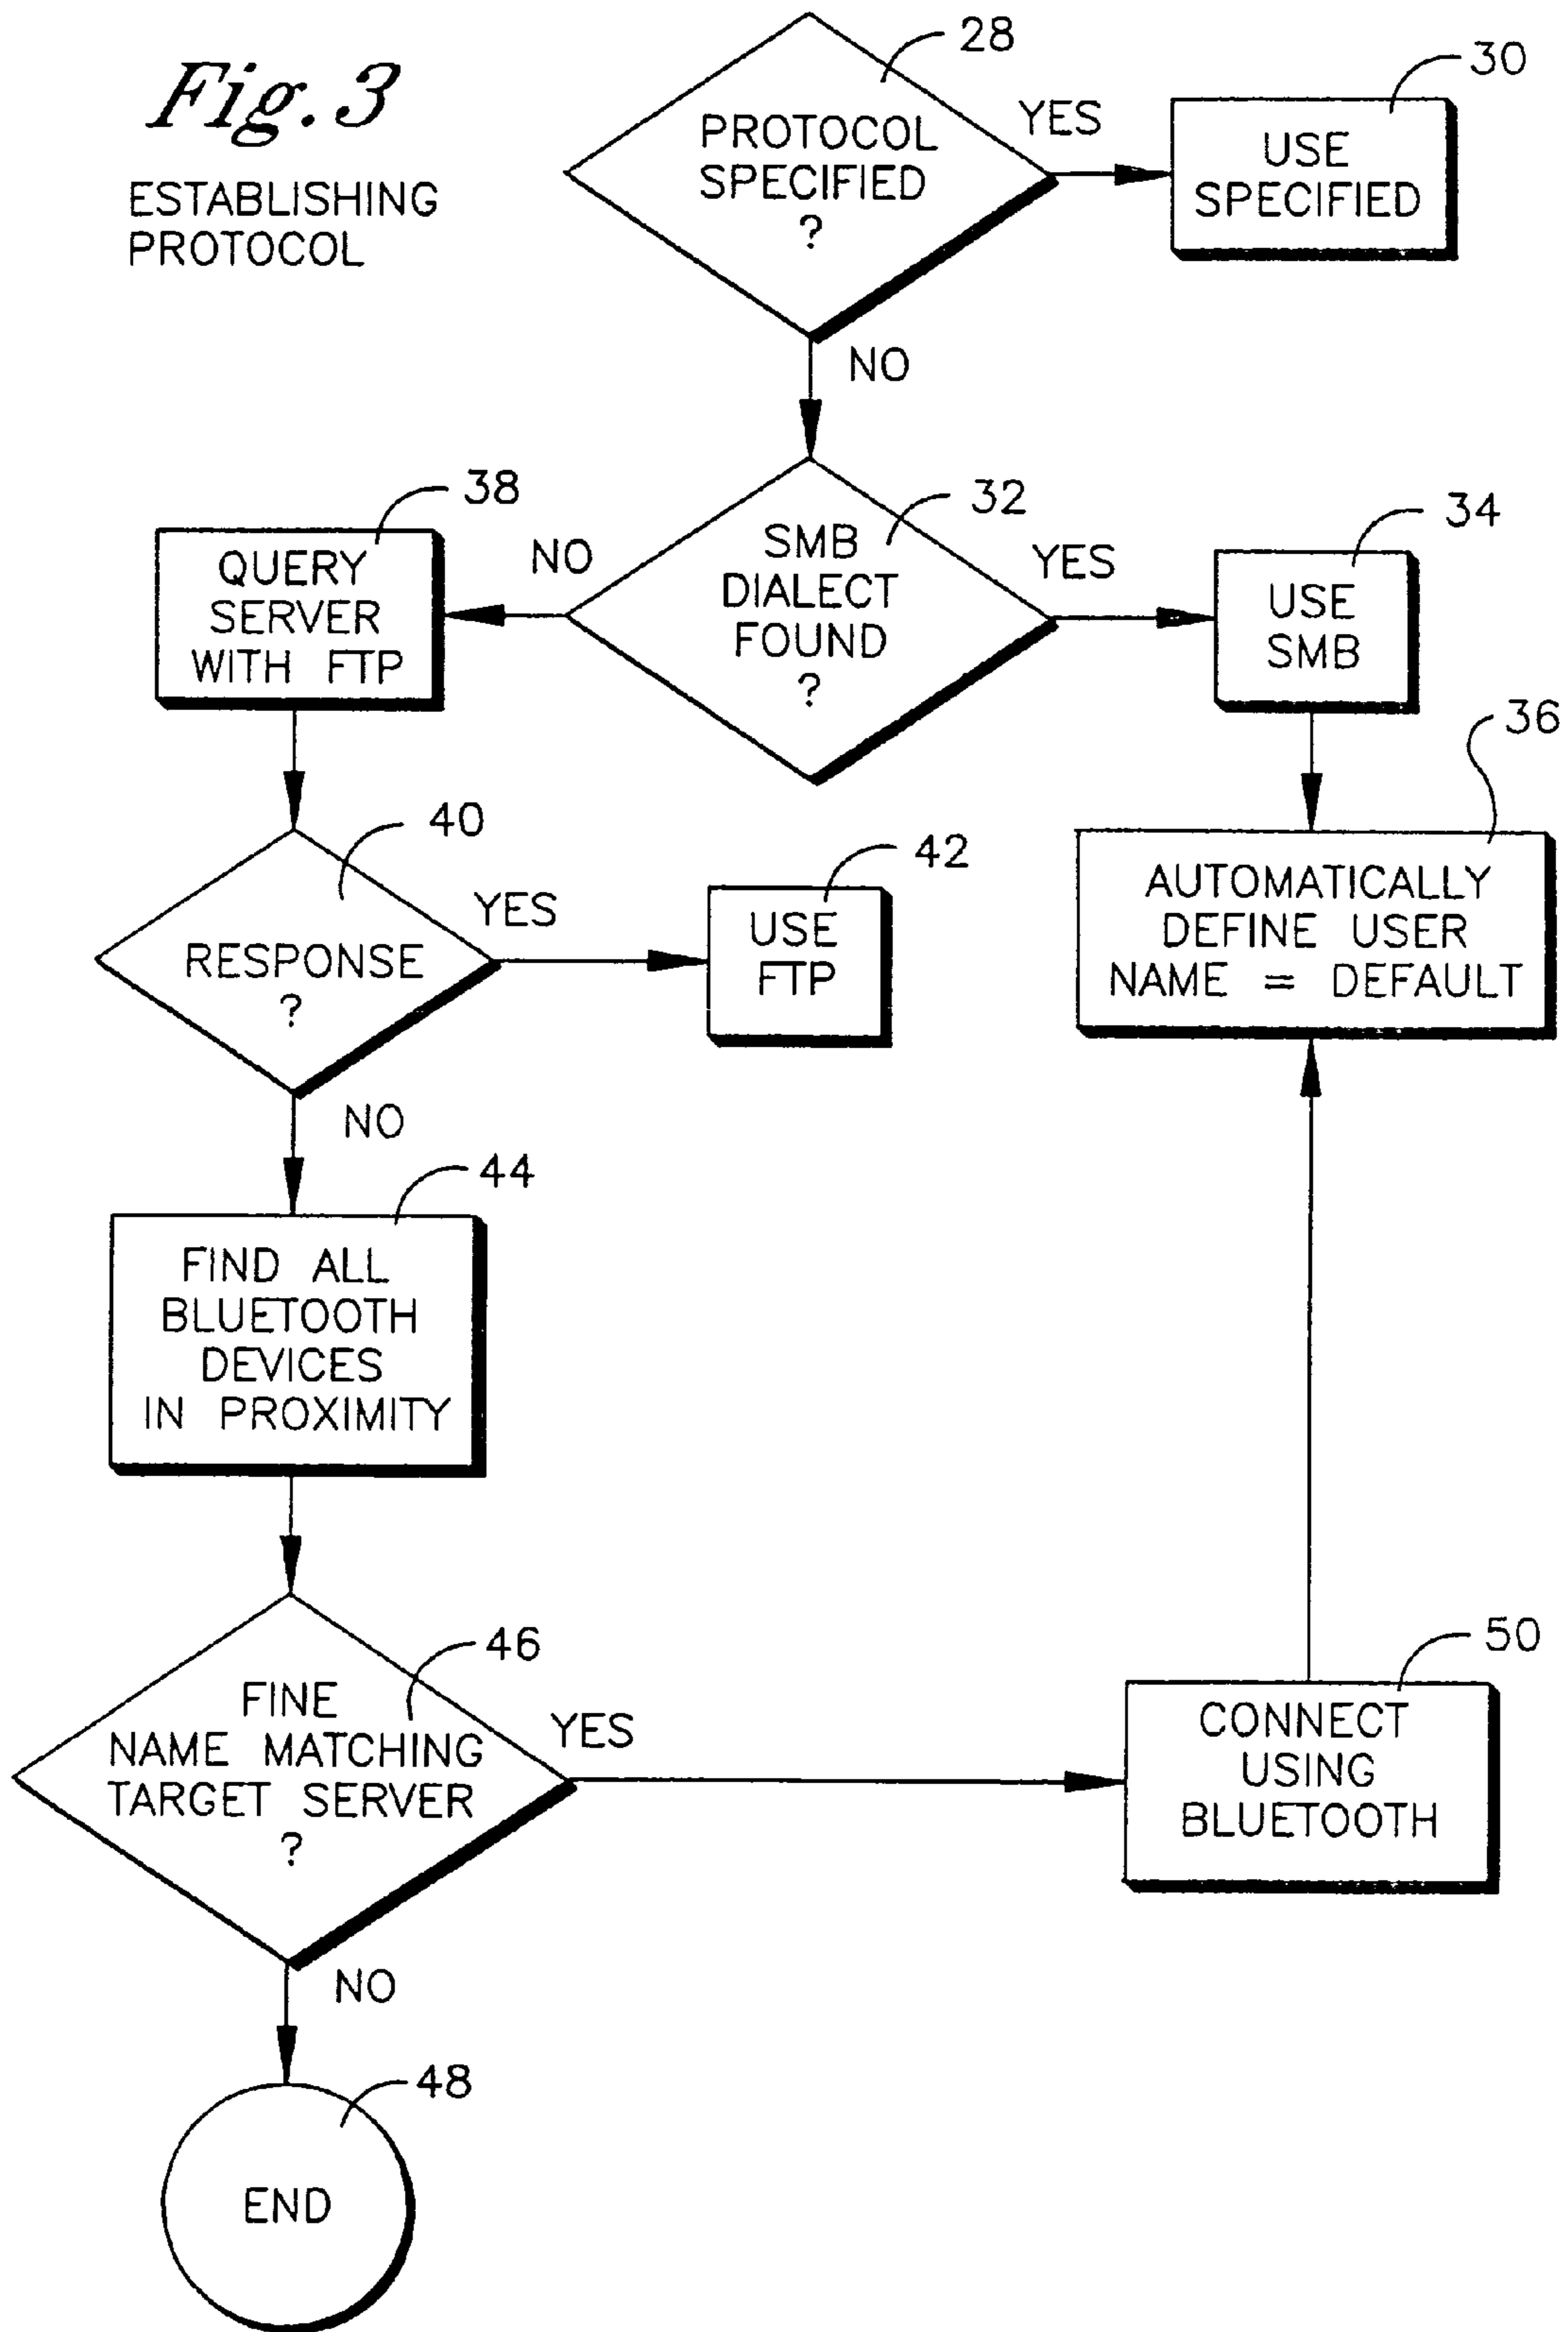 Fig. 3
ESTABLISHING
PROTOCOL
28
PROTOCOL
SPECIFIED
?
YES
30
USE
SPECIFIED
NO
32
SMB
DIALECT
FOUND
?
YES
34
USE
SMB
36
AUTOMATICALLY
DEFINE USER
NAME = DEFAULT
NO
38
QUERY
SERVER
WITH FTP
40
RESPONSE
?
YES
42
USE
FTP
NO
44
FIND ALL
BLUETOOTH
DEVICES
IN PROXIMITY
46
FINE
NAME MATCHING
TARGET SERVER
?
YES
50
CONNECT
USING
BLUETOOTH
NO
48
END